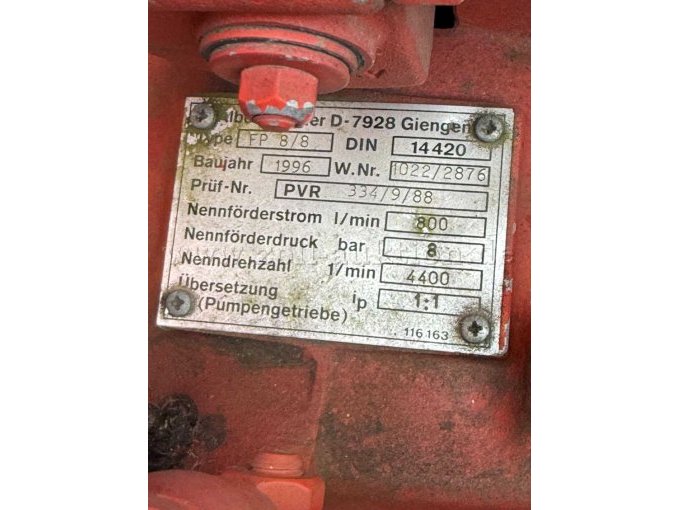 D-7928 Giengen
Type FP 8/8 DIN 14420
Baujahr 1996 W.Nr. 1022/2876
Prüf-Nr. PVR 334/9/88
Nennförderstrom l/min 800
Nennförderdruck bar 8
Nenndrehzahl 1/min 4400
Übersetzung ip 1:1
(Pumpengetriebe)
116 163